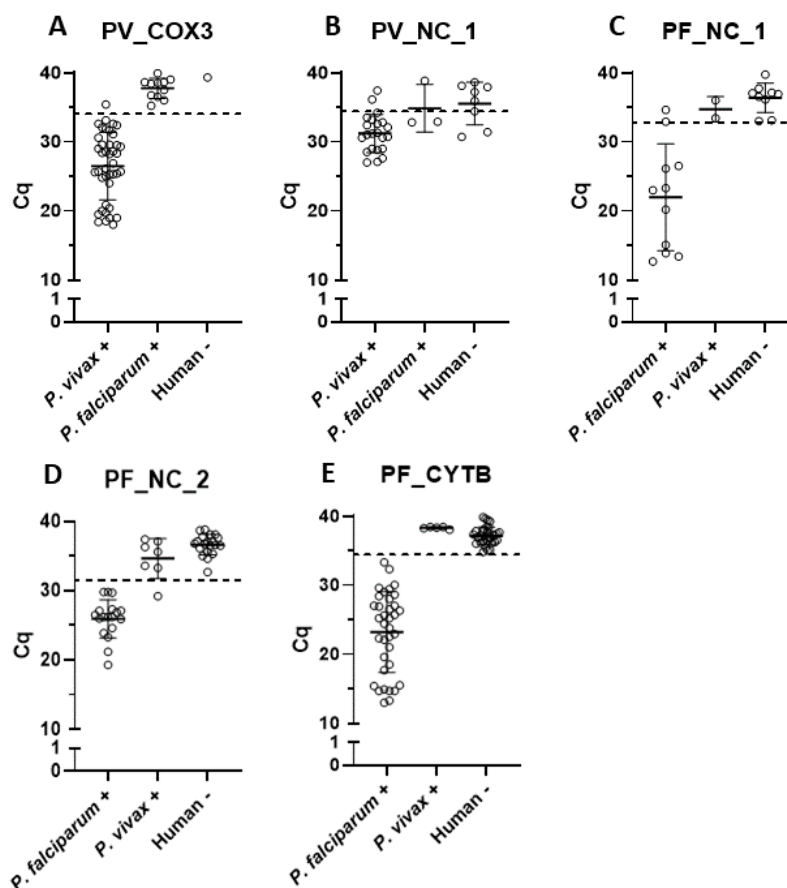 A PV_COX3
40
30
20
10
1
0
Cq
P. vivax +
P. falciparum +
Human -
B PV_NC_1
40
30
20
10
1
0
Cq
P. vivax +
P. falciparum +
Human -
C PF_NC_1
40
30
20
10
1
0
Cq
P. falciparum +
P. vivax +
Human -
D PF_NC_2
40
30
20
10
1
0
Cq
P. falciparum +
P. vivax +
Human -
E PF_CYTB
40
30
20
10
1
0
Cq
P. falciparum +
P. vivax +
Human -